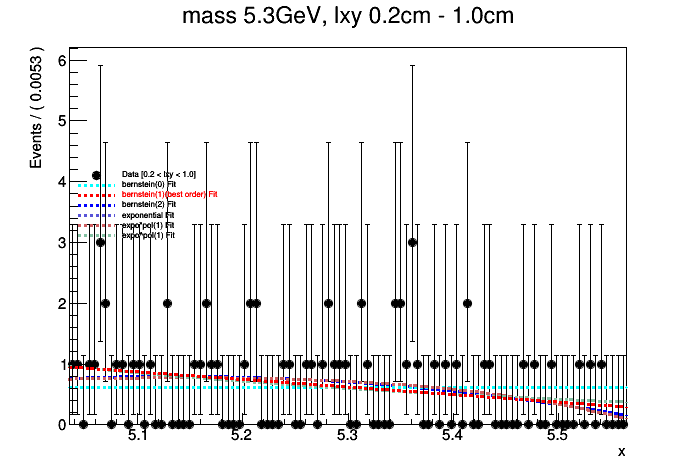 mass 5.3GeV, lxy 0.2cm - 1.0cm
Events / ( 0.0053 )
6
5
4
3
2
1
0
Data [0.2 < lxy < 1.0]
bernstein(0) Fit
bernstein(1)(best order) Fit
bernstein(2) Fit
exponential Fit
expo*pol(1) Fit
expo*pol(1) Fit
5.1
5.2
5.3
5.4
5.5
x